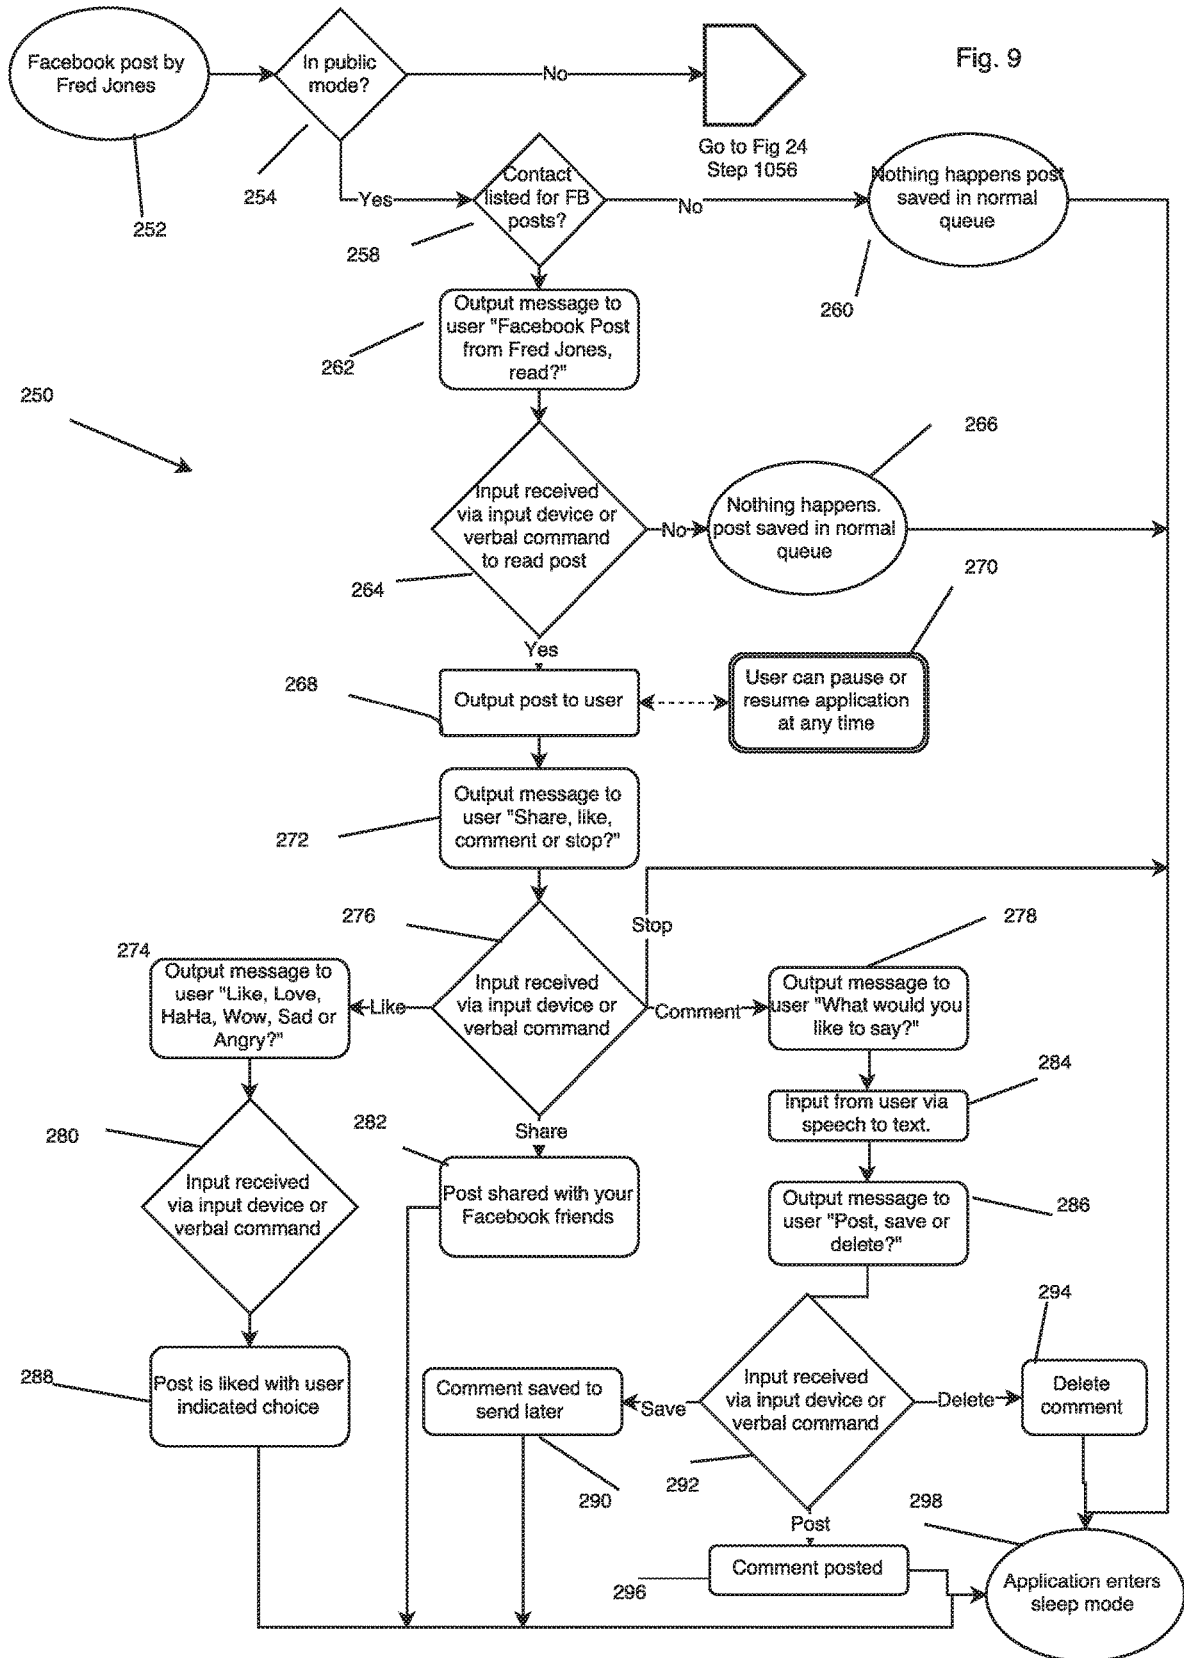 Fig. 9
Facebook post by
Fred Jones
In public
mode?
No
Go to Fig 24
Step 1056
252
254
Yes
Contact
listed for FB
posts?
258
No
Nothing happens post
saved in normal
queue
260
Output message to
user "Facebook Post
from Fred Jones,
read?"
262
250
Input received
via input device or
verbal command
to read post
264
No
Nothing happens.
post saved in normal
queue
266
270
Yes
268
Output post to user
User can pause or
resume application
at any time
Output message to
user "Share, like,
comment or stop?"
272
276
Stop
278
274
Output message to
user "Like, Love,
HaHa, Wow, Sad or
Angry?"
Like
Input received
via input device or
verbal command
Comment
Output message to
user "What would you
like to say?"
284
Input from user via
speech to text.
280
282
Share
Input received
via input device or
verbal command
Post shared with your
Facebook friends
Output message to
user "Post, save or
delete?"
286
294
288
Post is liked with user
indicated choice
Comment saved to
send later
Save
Input received
via input device or
verbal command
Delete
Delete
comment
290
292
298
Post
296
Comment posted
Application enters
sleep mode